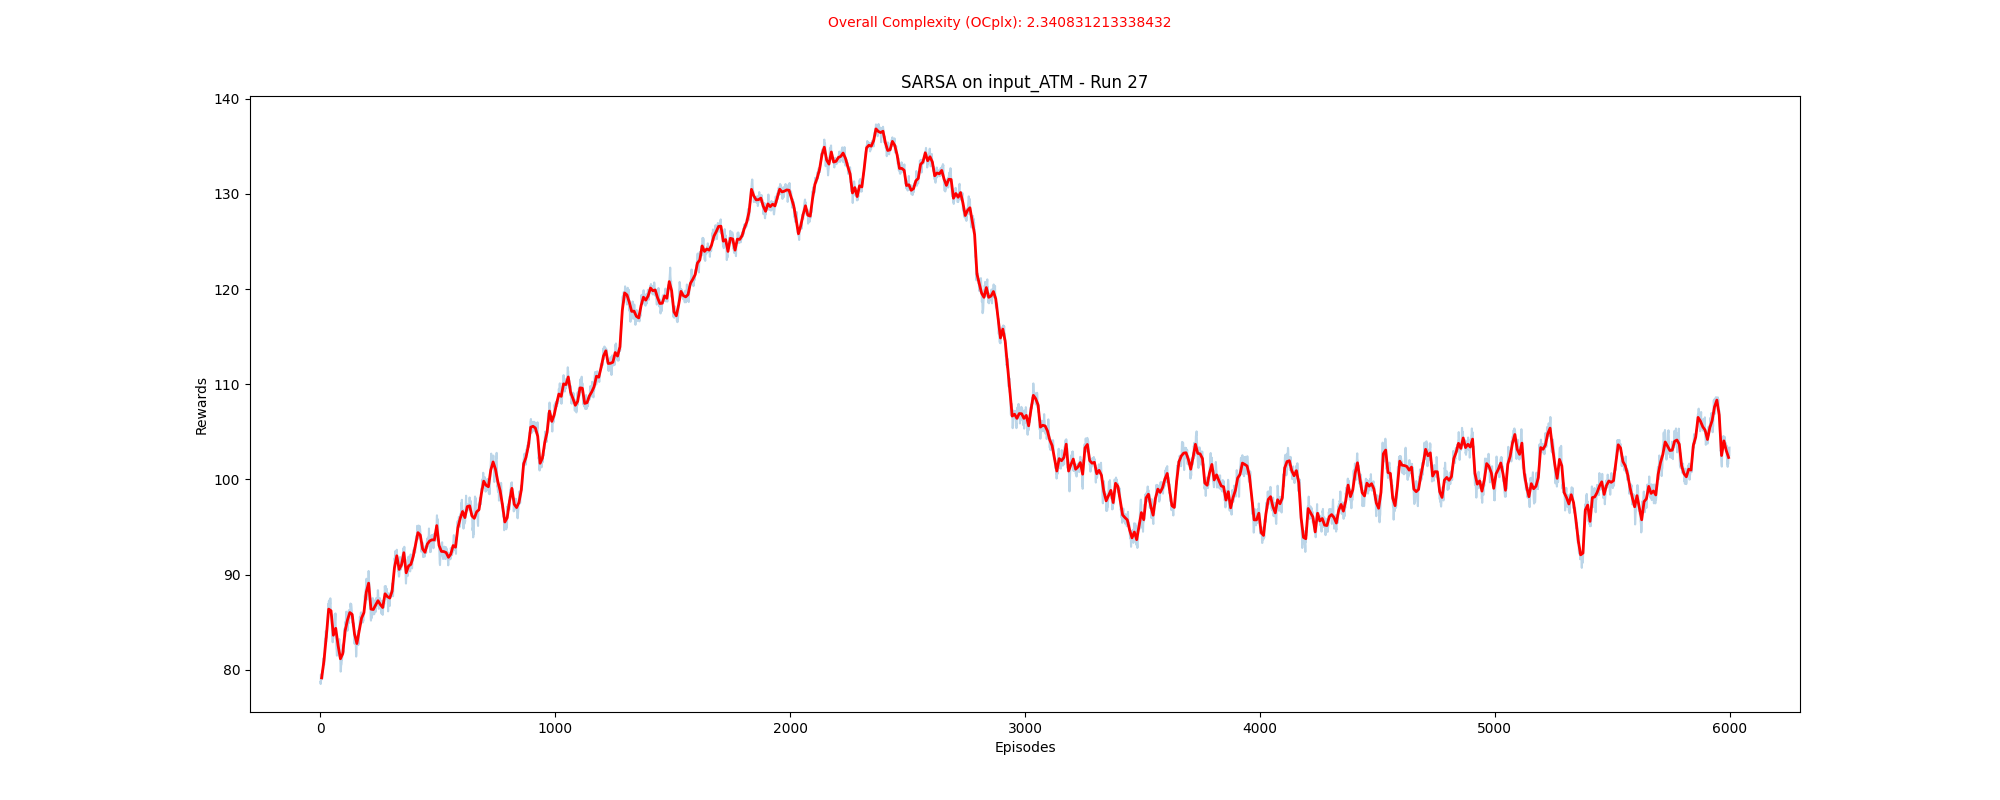 Overall Complexity (OCplx): 2.340831213338432
SARSA on input_ATM - Run 27
140
130
120
110
100
90
80
Rewards
0 1000 2000 3000 4000 5000 6000
Episodes